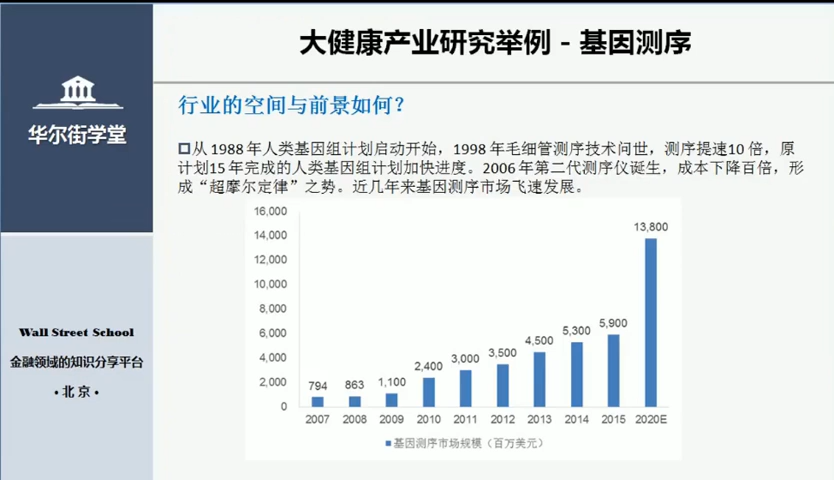 大健康产业研究举例 - 基因测序
华尔街学堂
Wall Street School
金融领域的知识分享平台
· 北 京 ·
行业的空间与前景如何？
从 1988 年人类基因组计划启动开始，1998 年毛细管测序技术问世，测序提速10 倍，原
计划15 年完成的人类基因组计划加快进度。2006 年第二代测序仪诞生，成本下降百倍，形
成“超摩尔定律”之势。近几年来基因测序市场飞速发展。
16,000
14,000
12,000
10,000
8,000
6,000
4,000
2,000
0
794 863 1,100 2,400 3,000 3,500 4,500 5,300 5,900 13,800
2007 2008 2009 2010 2011 2012 2013 2014 2015 2020E
基因测序市场规模（百万美元）